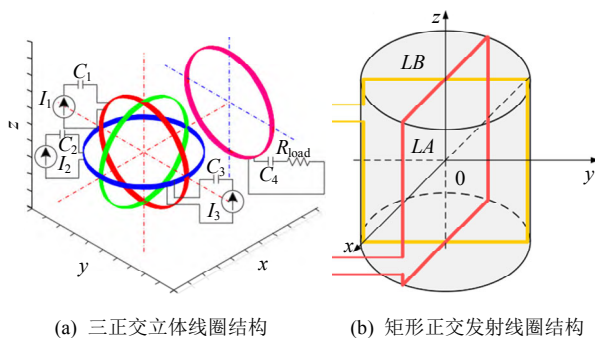 C1
I1
C2
I2
C3
I3
C4
Rload
z
y
x
z
LB
LA
0
y
x
(a) 三正交立体线圈结构
(b) 矩形正交发射线圈结构